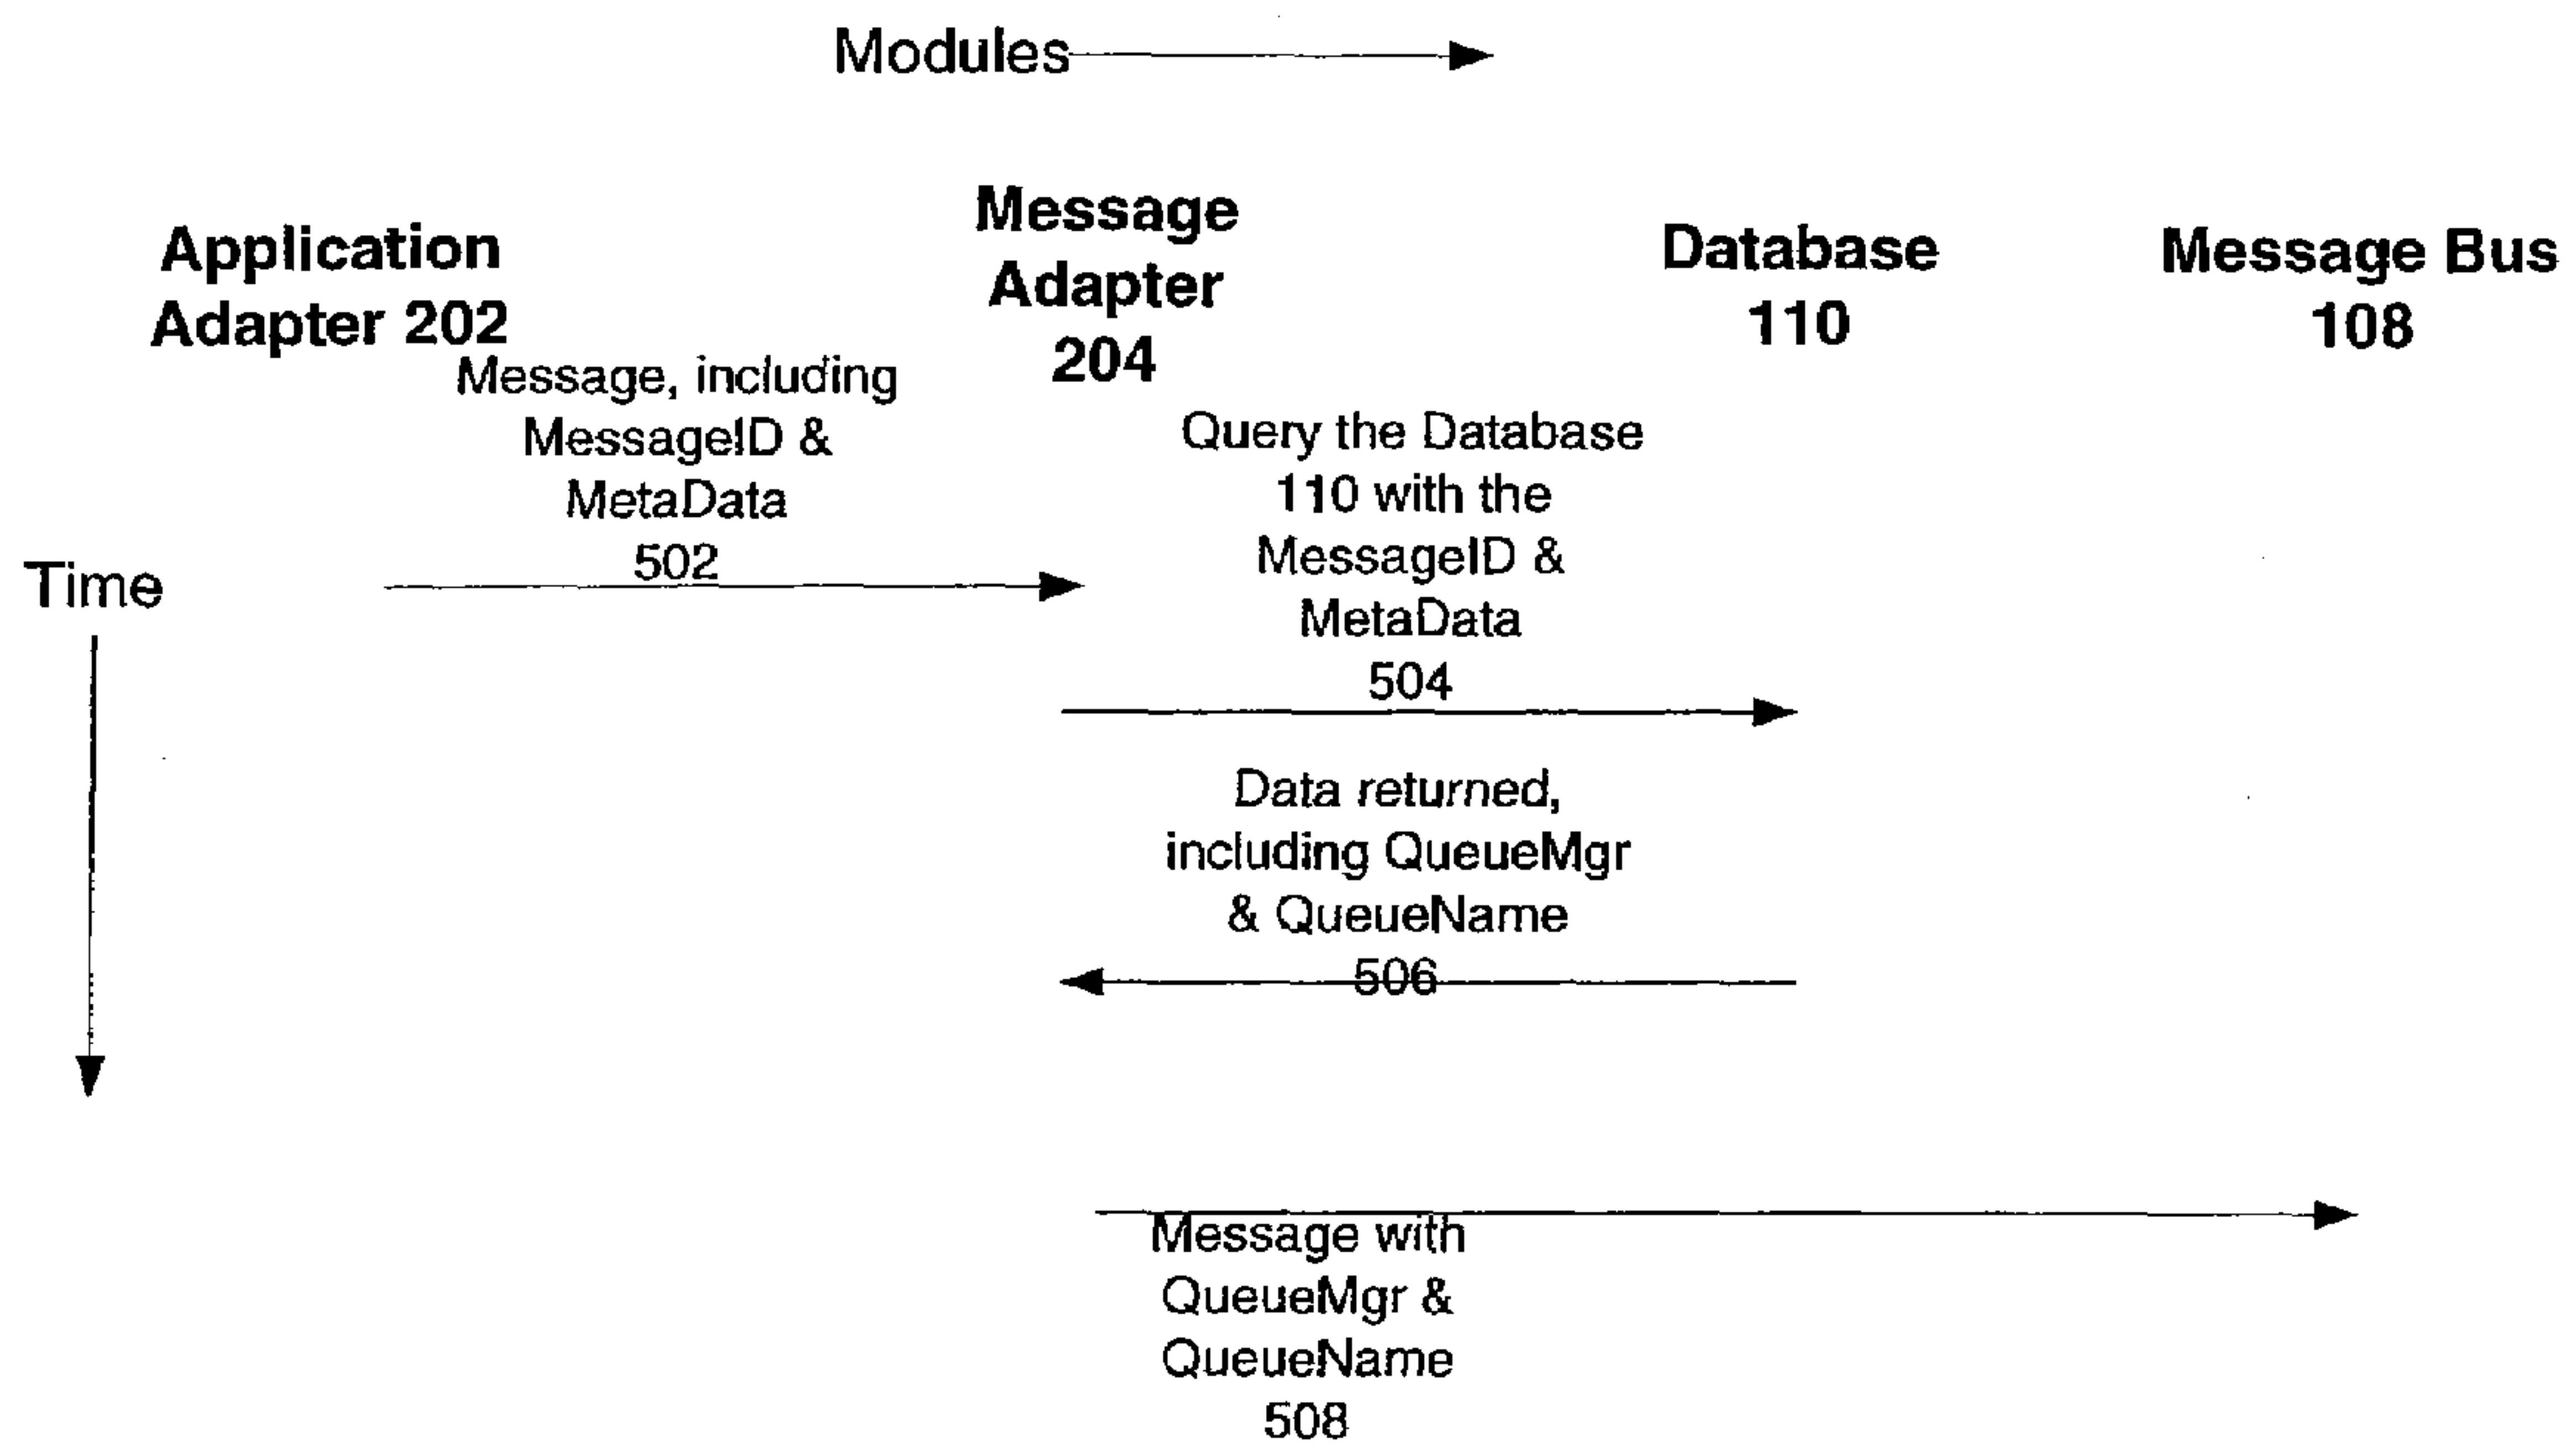 Modules
Application
Adapter 202
Message
Adapter
204
Database
110
Message Bus
108
Message, including
MessageID &
MetaData
502
Time
Query the Database
110 with the
MessageID &
MetaData
504
Data returned,
including QueueMgr
& QueueName
506
Message with
QueueMgr &
QueueName
508